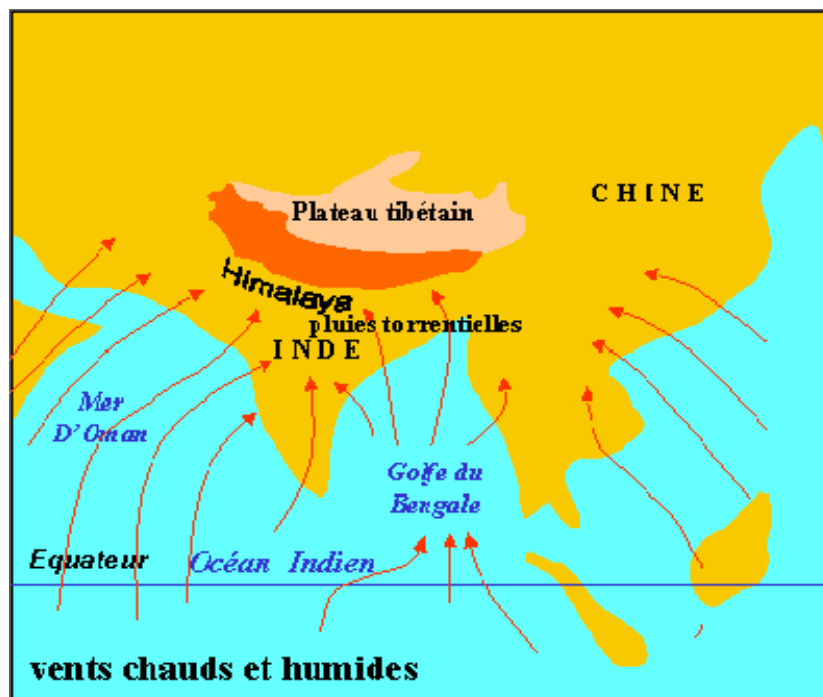 CHINE
Plateau tibétain
Himalaya
pluies torrentielles
INDE
Mer
D'Oman
Golfe du
Bengale
Equateur
Océan Indien
vents chauds et humides